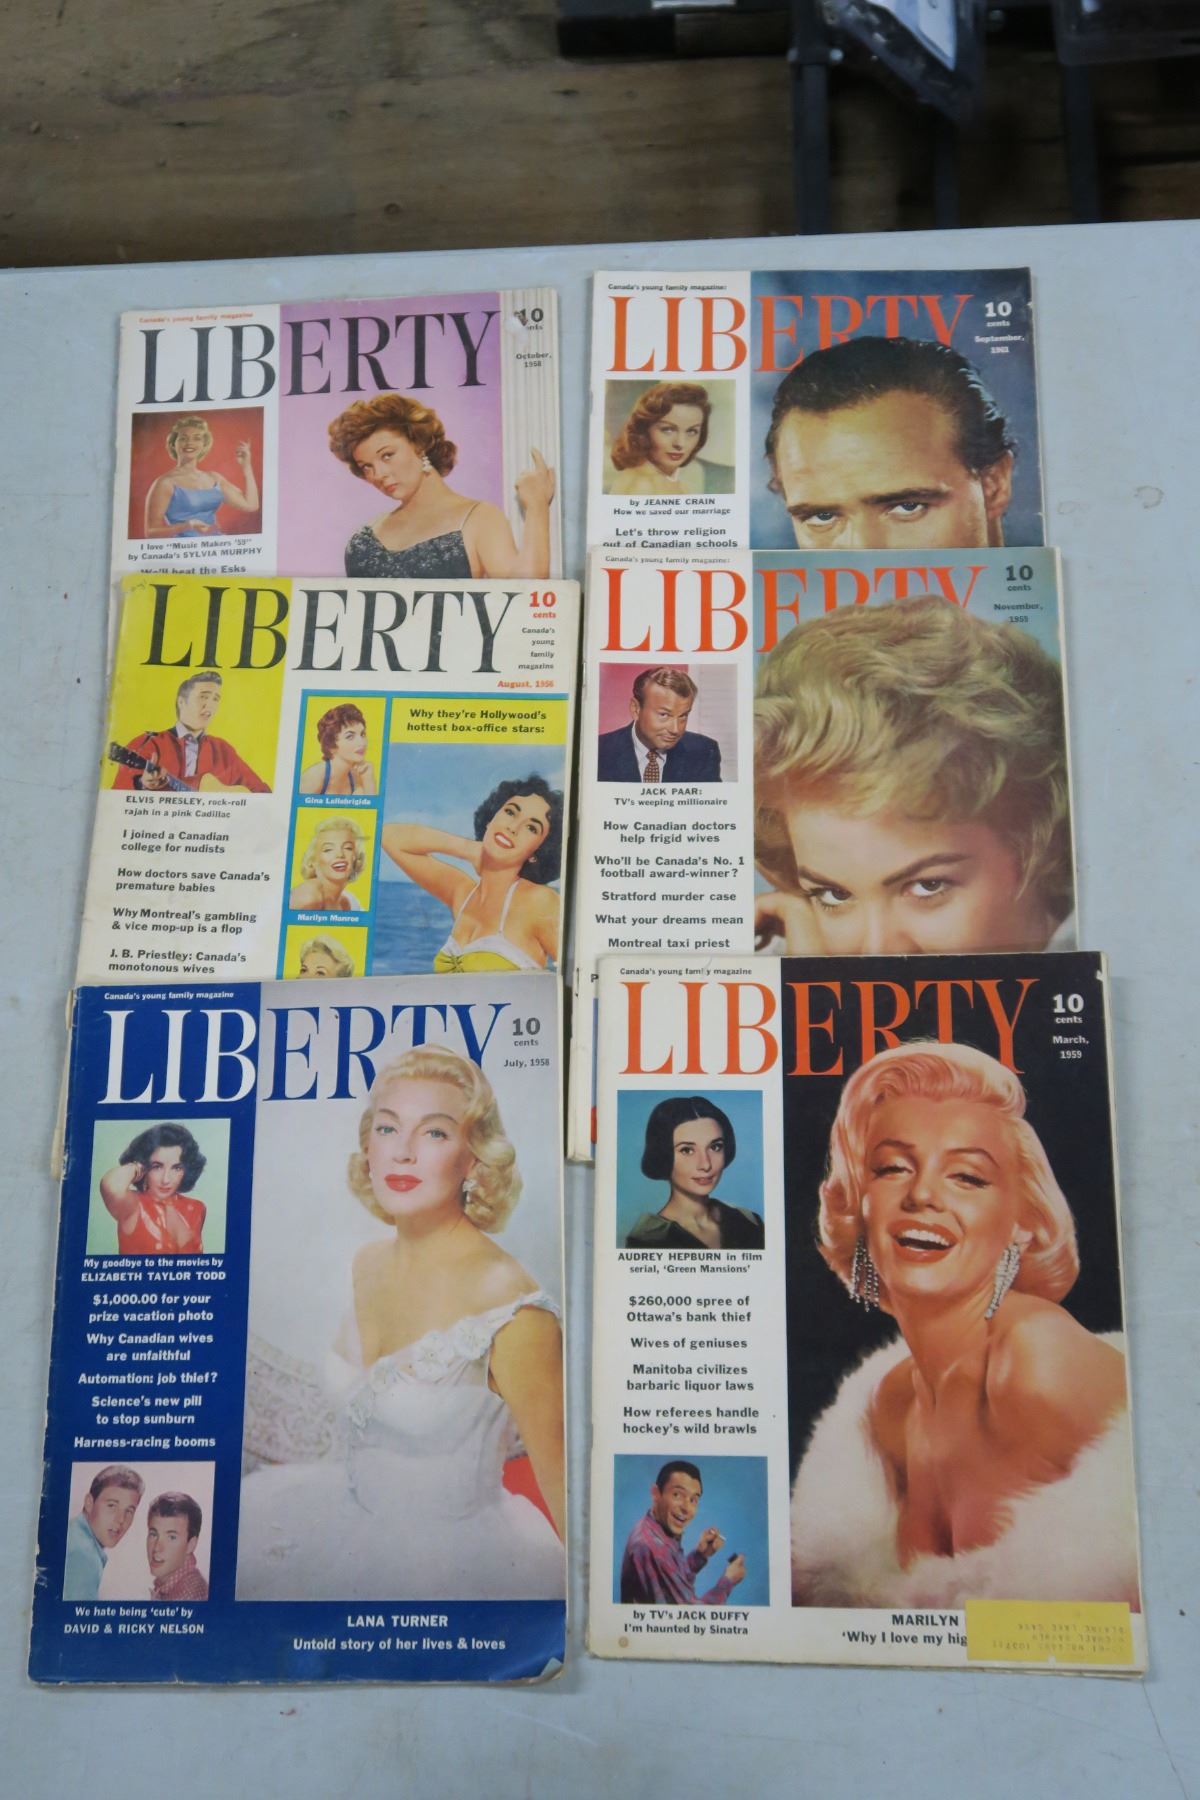 Canada's young family magazine
LIBERTY
10
cents
October,
1958
I love "Music Makers '59"
by Canada's SYLVIA MURPHY
We'll beat the Esks
Canada's young family magazine:
LIBERTY
10
cents
September,
1961
by JEANNE CRAIN
How we saved our marriage
Let's throw religion
out of Canadian schools
LIBERTY
10
cents
Canada's
young
family
magazine
August, 1956
ELVIS PRESLEY, rock-roll
rajah in a pink Cadillac
I joined a Canadian
college for nudists
How doctors save Canada's
premature babies
Why Montreal's gambling
& vice mop-up is a flop
J. B. Priestley: Canada's
monotonous wives
Why they're Hollywood's
hottest box-office stars:
Gina Lollobrigida
Marilyn Monroe
Canada's young family magazine:
LIBERTY
10
cents
November,
1959
JACK PAAR:
TV's weeping millionaire
How Canadian doctors
help frigid wives
Who'll be Canada's No. 1
football award-winner?
Stratford murder case
What your dreams mean
Montreal taxi priest
Canada's young family magazine
LIBERTY
10
cents
July, 1958
My goodbye to the movies by
ELIZABETH TAYLOR TODD
$1,000.00 for your
prize vacation photo
Why Canadian wives
are unfaithful
Automation: job thief?
Science's new pill
to stop sunburn
Harness-racing booms
We hate being 'cute' by
DAVID & RICKY NELSON
LANA TURNER
Untold story of her lives & loves
Canada's young family magazine
LIBERTY
10
cents
March,
1959
AUDREY HEPBURN in film
serial, 'Green Mansions'
$260,000 spree of
Ottawa's bank thief
Wives of geniuses
Manitoba civilizes
barbaric liquor laws
How referees handle
hockey's wild brawls
by TV's JACK DUFFY
I'm haunted by Sinatra
MARILYN
'Why I love my hig